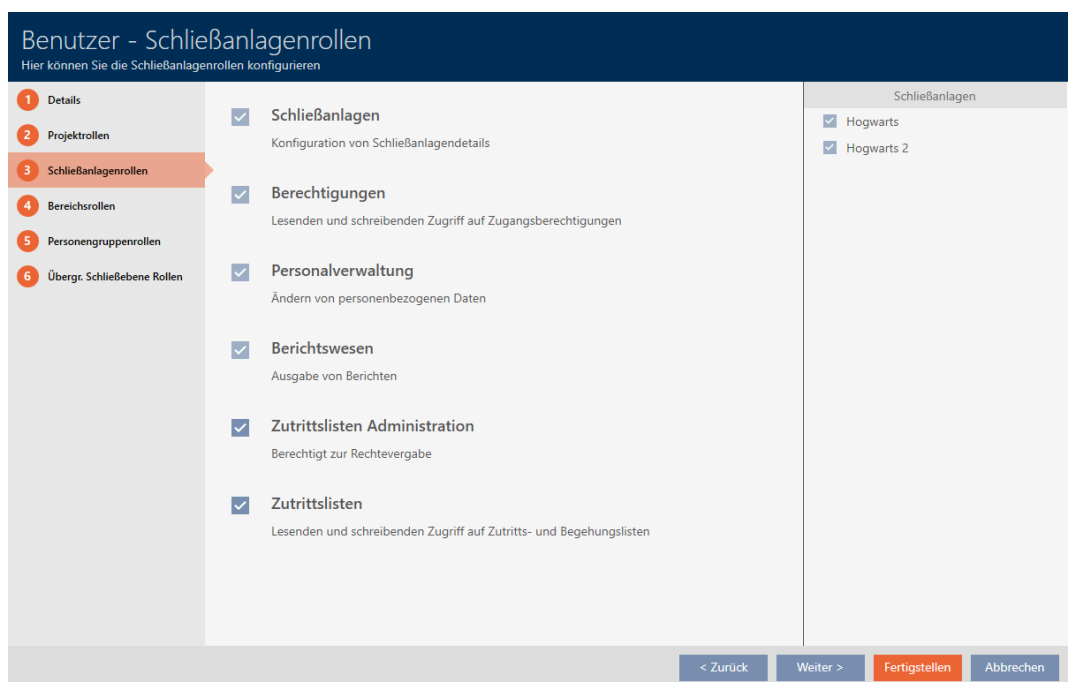 Benutzer - Schließanlagenrollen
Hier können Sie die Schließanlagenrollen konfigurieren
1 Details
2 Projektrollen
3 Schließanlagenrollen
4 Bereichsrollen
5 Personengruppenrollen
6 Übergr. Schließebene Rollen
Schließanlagen
Konfiguration von Schließanlagendetails
Berechtigungen
Lesenden und schreibenden Zugriff auf Zugangsberechtigungen
Personalverwaltung
Ändern von personenbezogenen Daten
Berichtswesen
Ausgabe von Berichten
Zutrittslisten Administration
Berechtigt zur Rechtevergabe
Zutrittslisten
Lesenden und schreibenden Zugriff auf Zutritts- und Begehungslisten
Schließanlagen
Hogwarts
Hogwarts 2
< Zurück
Weiter >
Fertigstellen
Abbrechen